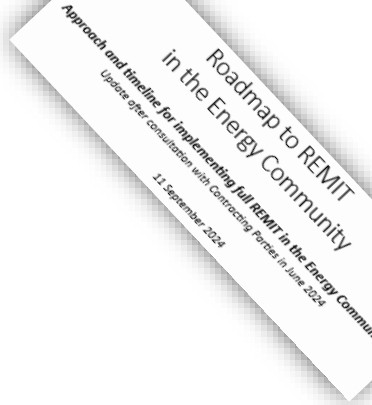 Roadmap to REMIT
in the Energy Community
Approach and timeline for implementing full REMIT in the Energy Commun
Update after consultation with Contracting Parties in June 2024
11 September 2024